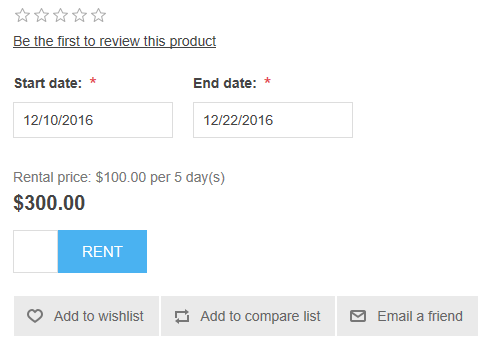 Be the first to review this product
Start date: * End date: *
12/10/2016 12/22/2016
Rental price: $100.00 per 5 day(s)
$300.00
RENT
Add to wishlist Add to compare list Email a friend